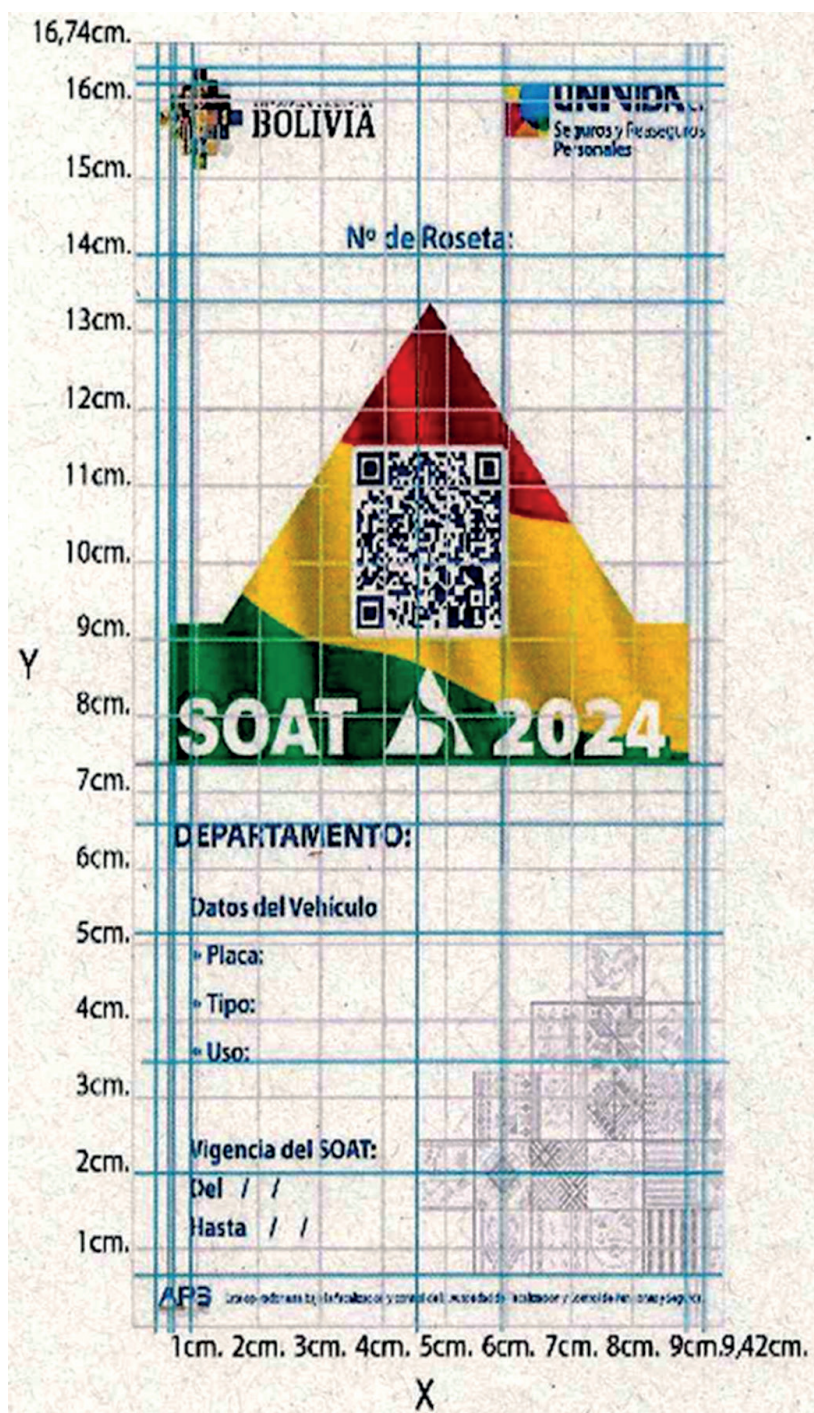 16,74cm.
16cm.
BOLIVIA
UNIVIDA S.A.
Seguros y Reaseguros
Personales
15cm.
14cm.
Nº de Roseta:
13cm.
12cm.
11cm.
10cm.
9cm.
Y
8cm.
SOAT 2024
7cm.
DEPARTAMENTO:
6cm.
Datos del Vehículo
5cm.
» Placa:
4cm.
» Tipo:
» Uso:
3cm.
Vigencia del SOAT:
2cm.
Del / /
Hasta / /
1cm.
APS
1cm. 2cm. 3cm. 4cm. 5cm. 6cm. 7cm. 8cm. 9cm. 9,42cm.
X